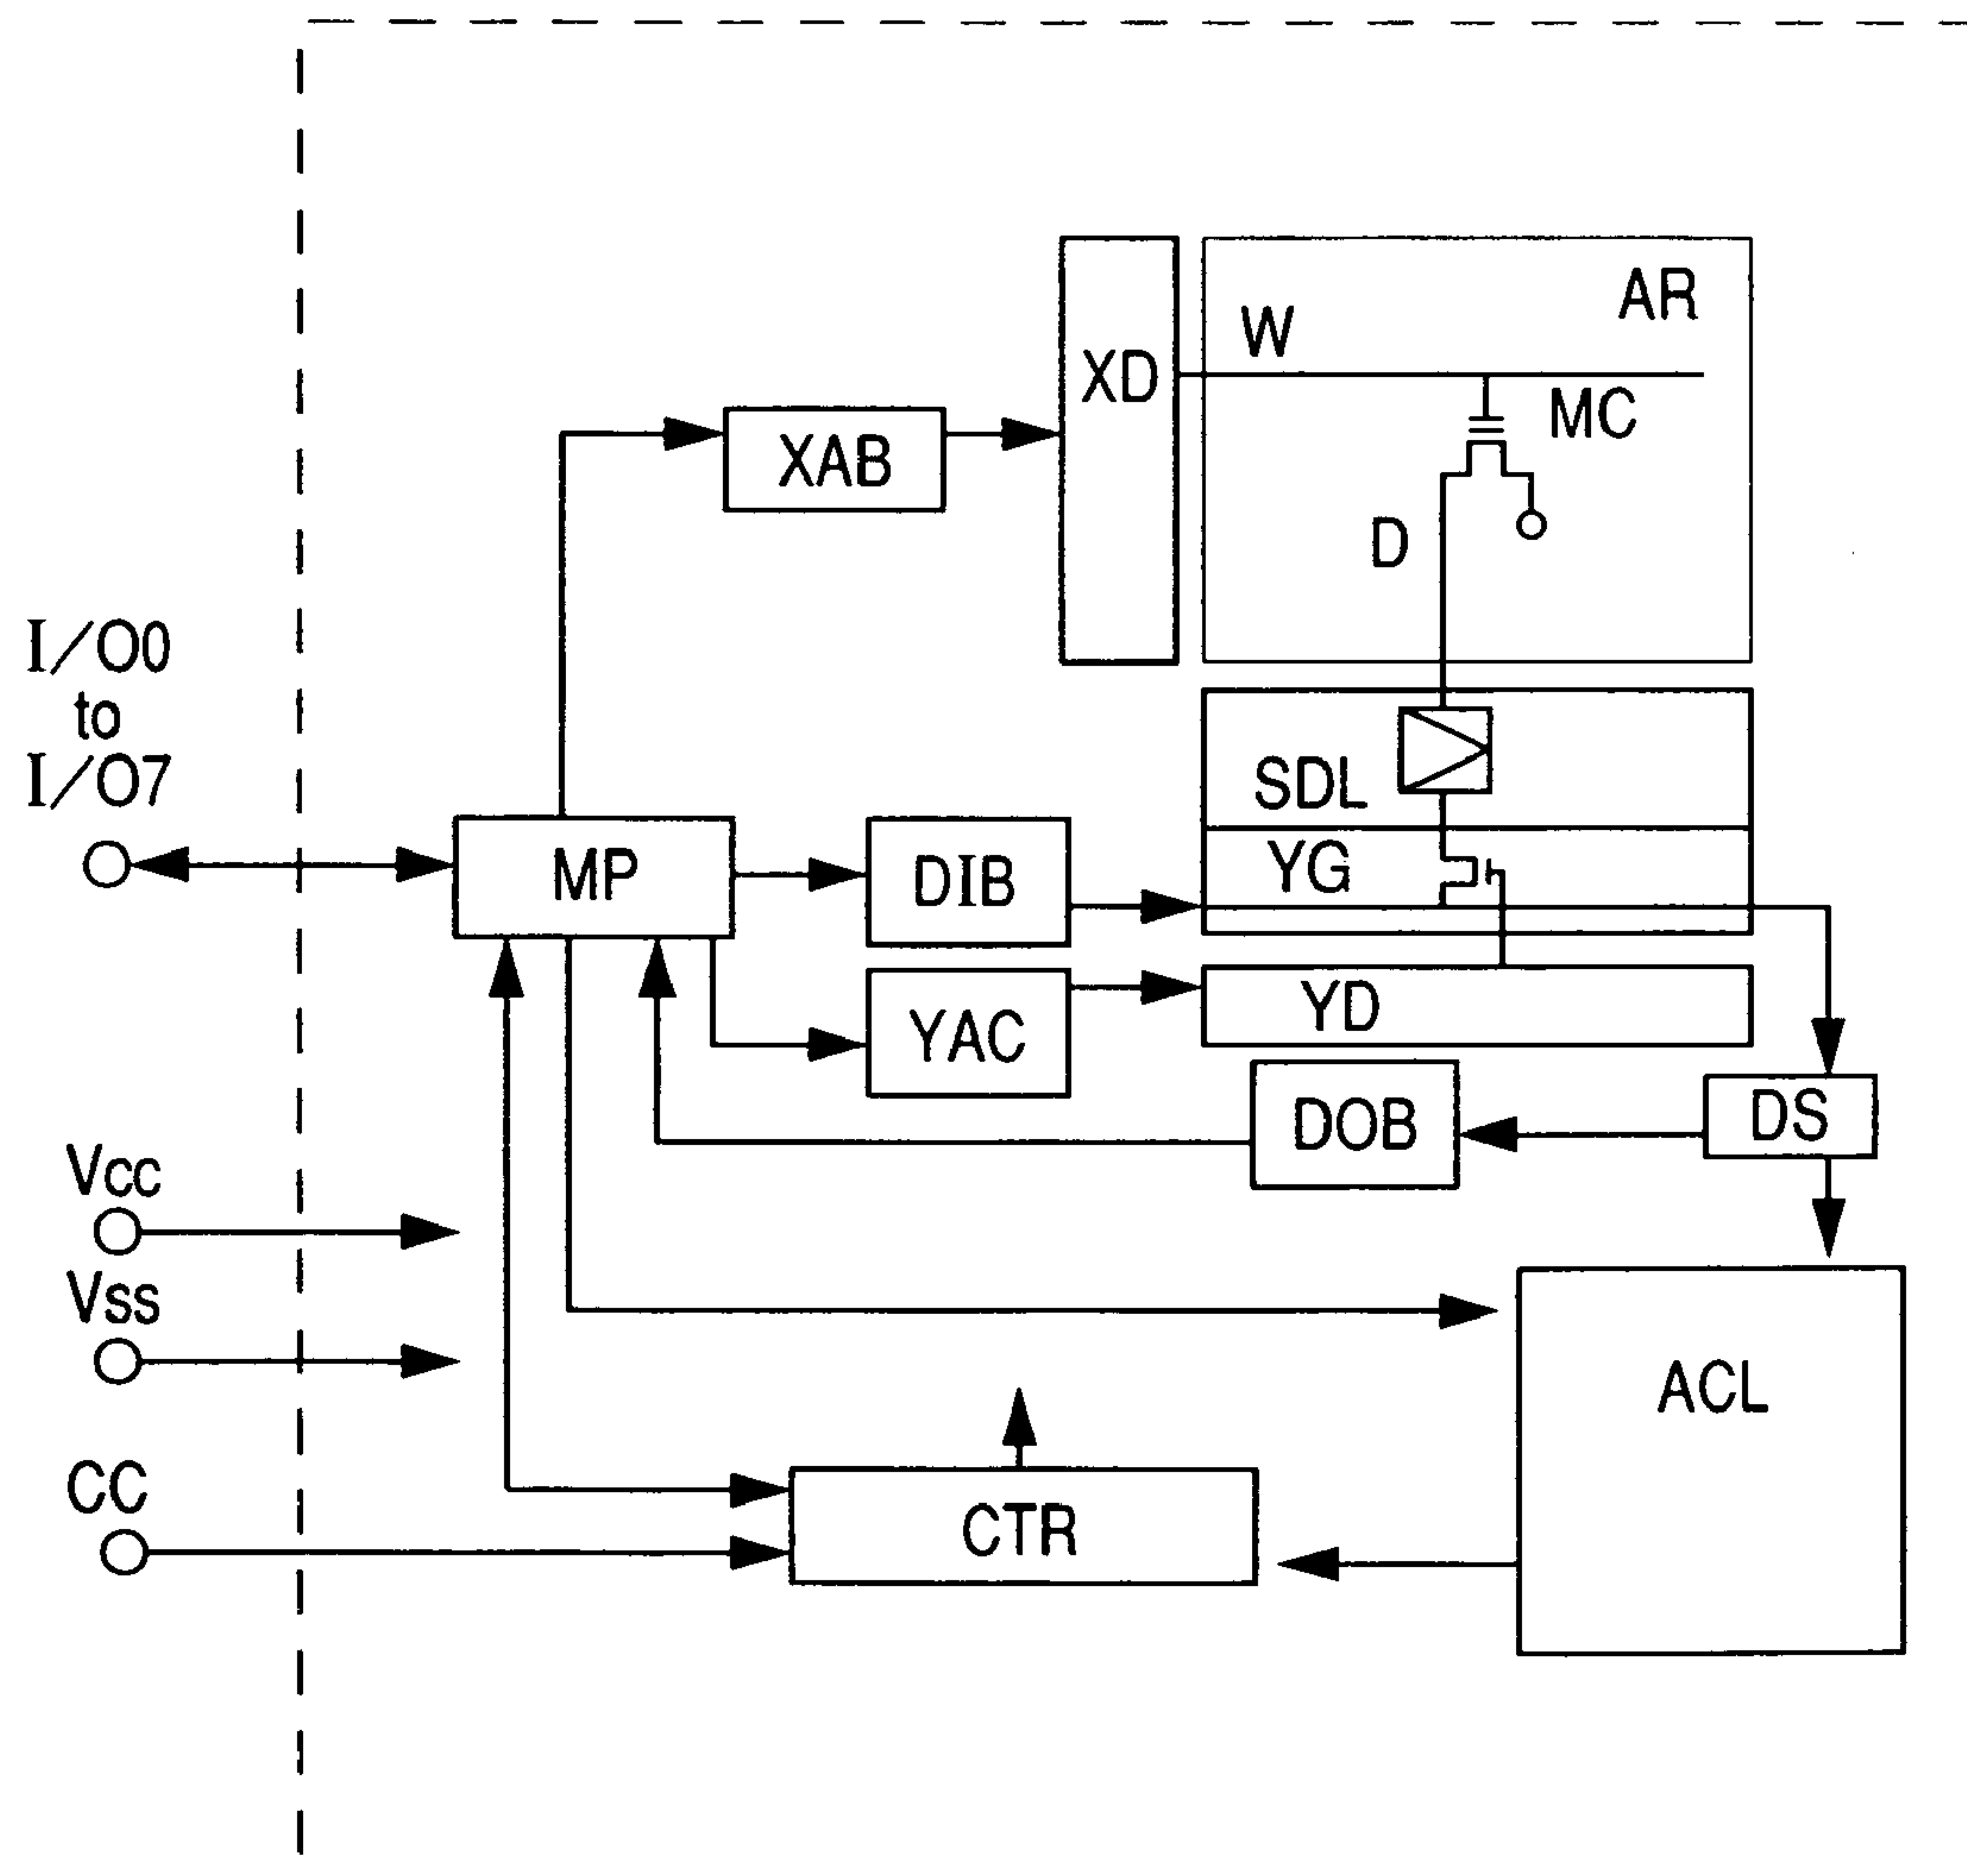 AR
W
XD
MC
XAB
D
I/O0
to
I/O7
SDL
MP
DIB
YG
YAC
YD
DOB
DS
Vcc
Vss
ACL
CC
CTR